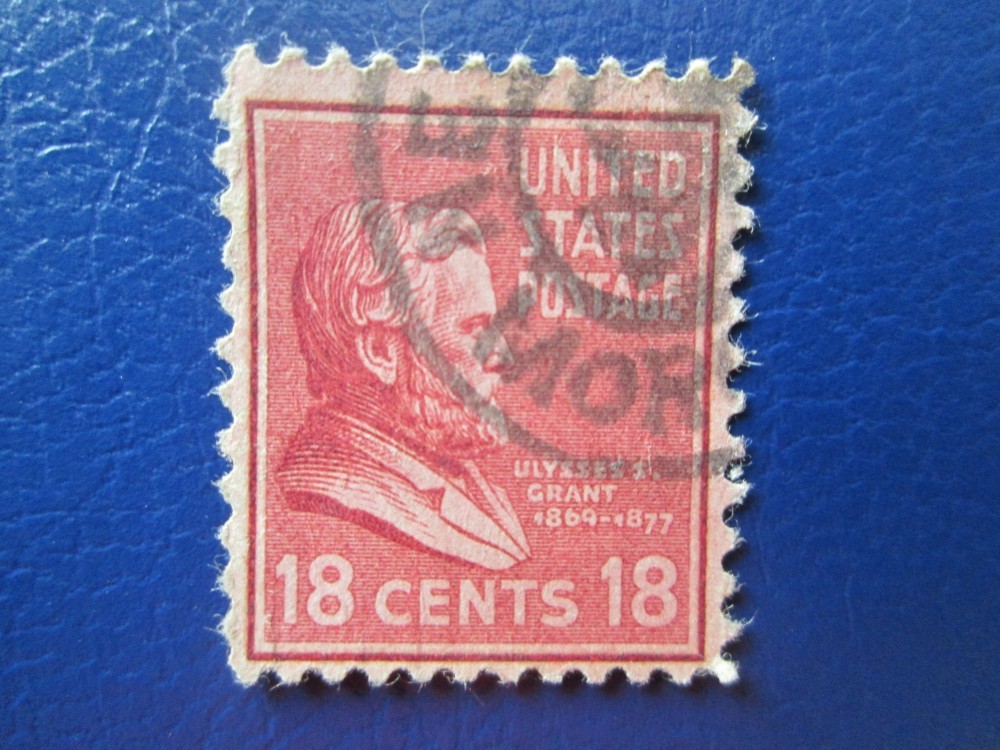 UNITED
STATES
POSTAGE
ULYSSES S.
GRANT
1869-1877
18 CENTS 18